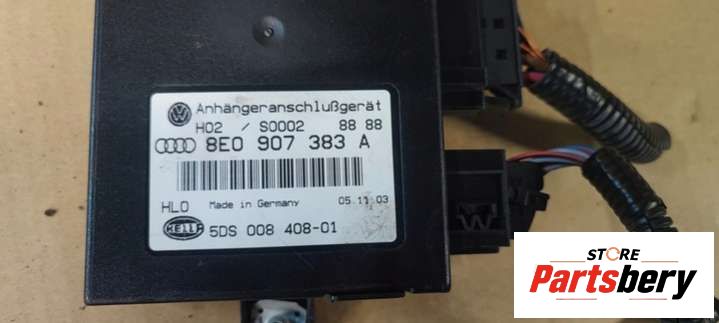 Anhängeranschlußgerät
H02 / S0002 88 88
8E0 907 383 A
HLO Made in Germany 05.11.03
HELLA 5DS 008 408-01
STORE
Partsbery